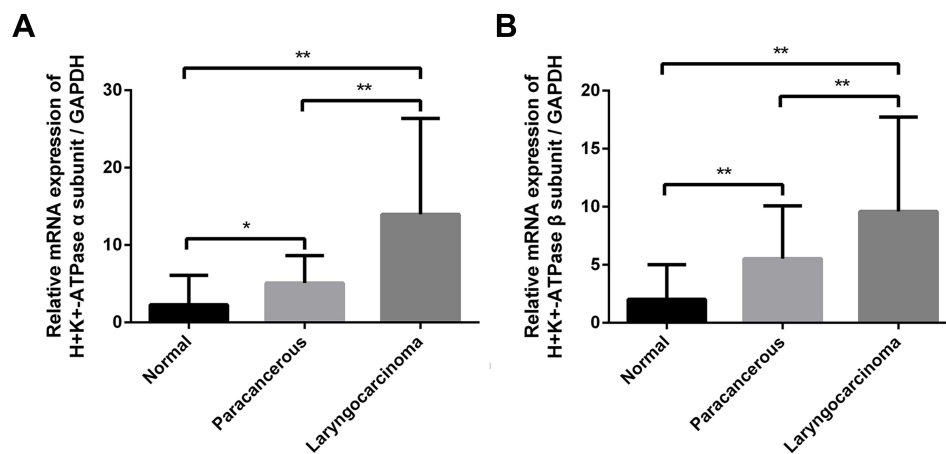 A
Relative mRNA expression of
H+K+-ATPase α subunit / GAPDH
30
20
10
0
**
**
*
Normal
Paracancerous
Laryngocarcinoma
B
Relative mRNA expression of
H+K+-ATPase β subunit / GAPDH
20
15
10
5
0
**
**
**
Normal
Paracancerous
Laryngocarcinoma